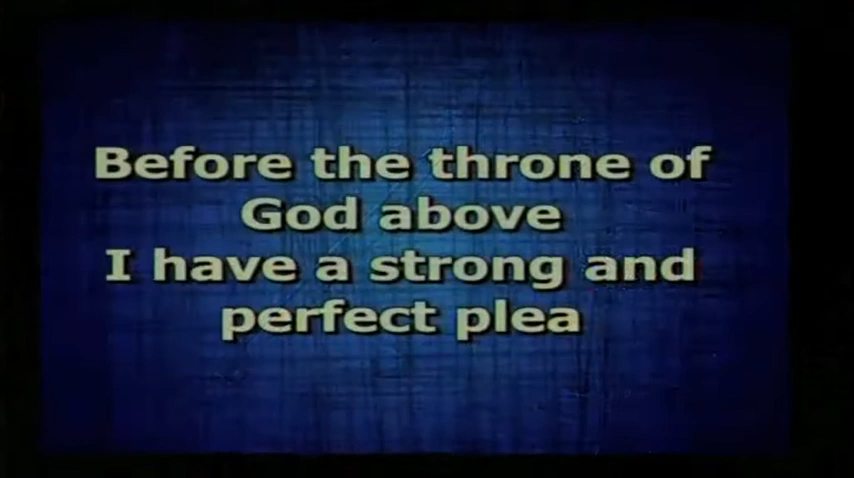 Before the throne of
God above
I have a strong and
perfect plea